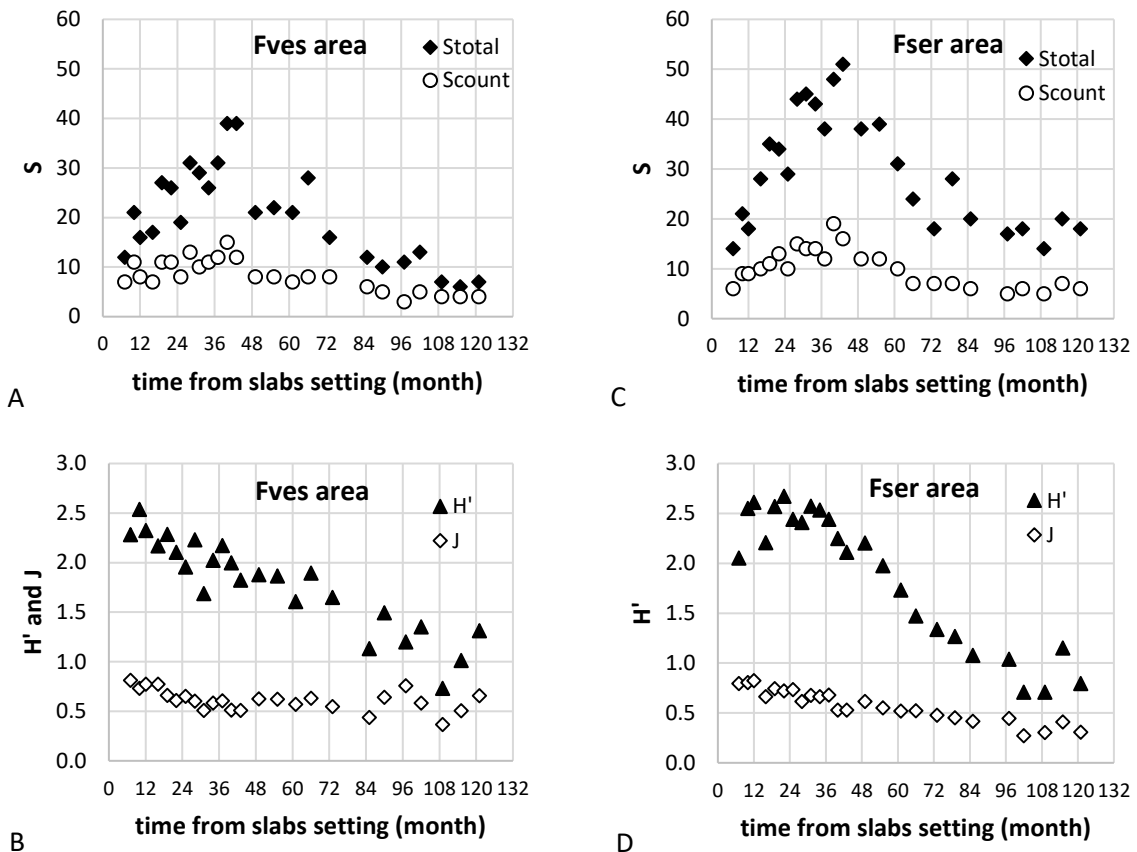 60
50
40
30
20
10
0
S
Fves area
Stotal
Scount
0 12 24 36 48 60 72 84 96 108 120 132
time from slabs setting (month)
A
60
50
40
30
20
10
0
S
Fser area
Stotal
Scount
0 12 24 36 48 60 72 84 96 108 120 132
time from slabs setting (month)
C
3.0
2.5
2.0
1.5
1.0
0.5
0.0
H' and J
Fves area
H'
J
0 12 24 36 48 60 72 84 96 108 120 132
time from slabs setting (month)
B
3.0
2.5
2.0
1.5
1.0
0.5
0.0
H'
Fser area
H'
J
0 12 24 36 48 60 72 84 96 108 120 132
time from slabs setting (month)
D